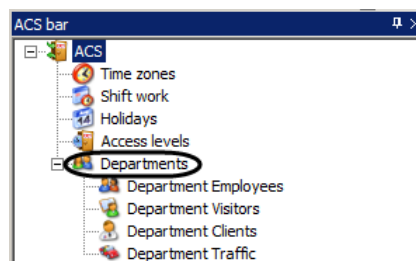 ACS bar
ACS
Time zones
Shift work
Holidays
Access levels
Departments
Department Employees
Department Visitors
Department Clients
Department Traffic